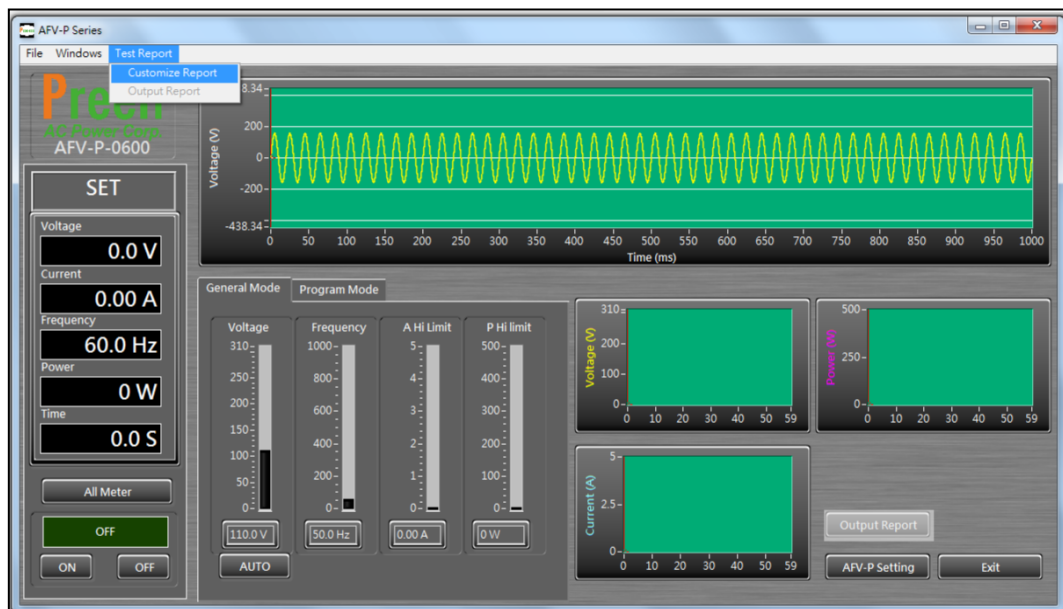 AFV-P Series
File Windows Test Report
Customize Report
Output Report
AC Power Corp.
AFV-P-0600
SET
Voltage
0.0 V
Current
0.00 A
Frequency
60.0 Hz
Power
0 W
Time
0.0 S
All Meter
OFF
ON OFF
Voltage (V)
8.34
200
0
-200
-438.34
0 50 100 150 200 250 300 350 400 450 500 550 600 650 700 750 800 850 900 950 1000
Time (ms)
General Mode Program Mode
Voltage Frequency A Hi Limit P Hi limit
310 1000 5 500
250 800 4 400
200 600 3 300
150 400 2 200
100 200 1 100
50 0 0 0
0
110.0 V 50.0 Hz 0.00 A 0 W
AUTO
Voltage (V)
310
200
100
0
0 10 20 30 40 50 59
Power (W)
500
250
0
0 10 20 30 40 50 59
Current (A)
5
2.5
0
0 10 20 30 40 50 59
Output Report
AFV-P Setting Exit